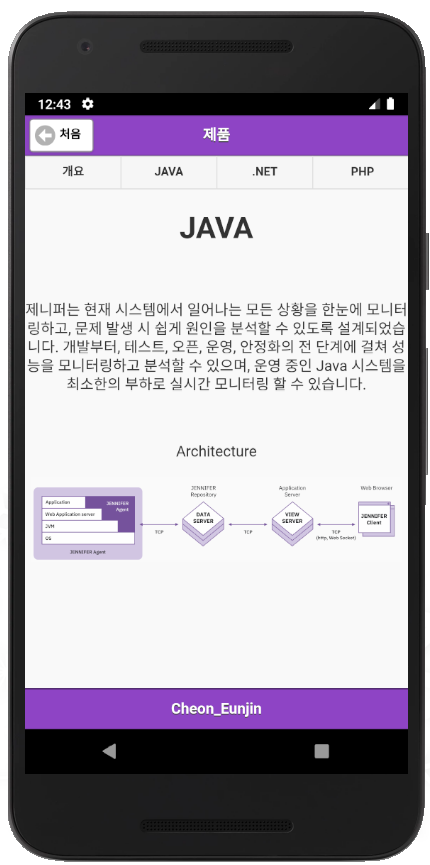 12:43
처음
제품
개요 JAVA .NET PHP
JAVA
제니퍼는 현재 시스템에서 일어나는 모든 상황을 한눈에 모니터
링하고, 문제 발생 시 쉽게 원인을 분석할 수 있도록 설계되었습
니다. 개발부터, 테스트, 오픈, 운영, 안정화의 전 단계에 걸쳐 성
능을 모니터링하고 분석할 수 있으며, 운영 중인 Java 시스템을
최소한의 부하로 실시간 모니터링 할 수 있습니다.
Architecture
Application
JENNIFER
Agent
Web Application server
JVM
OS
JENNIFER Agent
TCP
JENNIFER
Repository
DATA
SERVER
TCP
Application
Server
VIEW
SERVER
TCP
(http, Web Socket)
Web Browser
JENNIFER
Client
Cheon_Eunjin